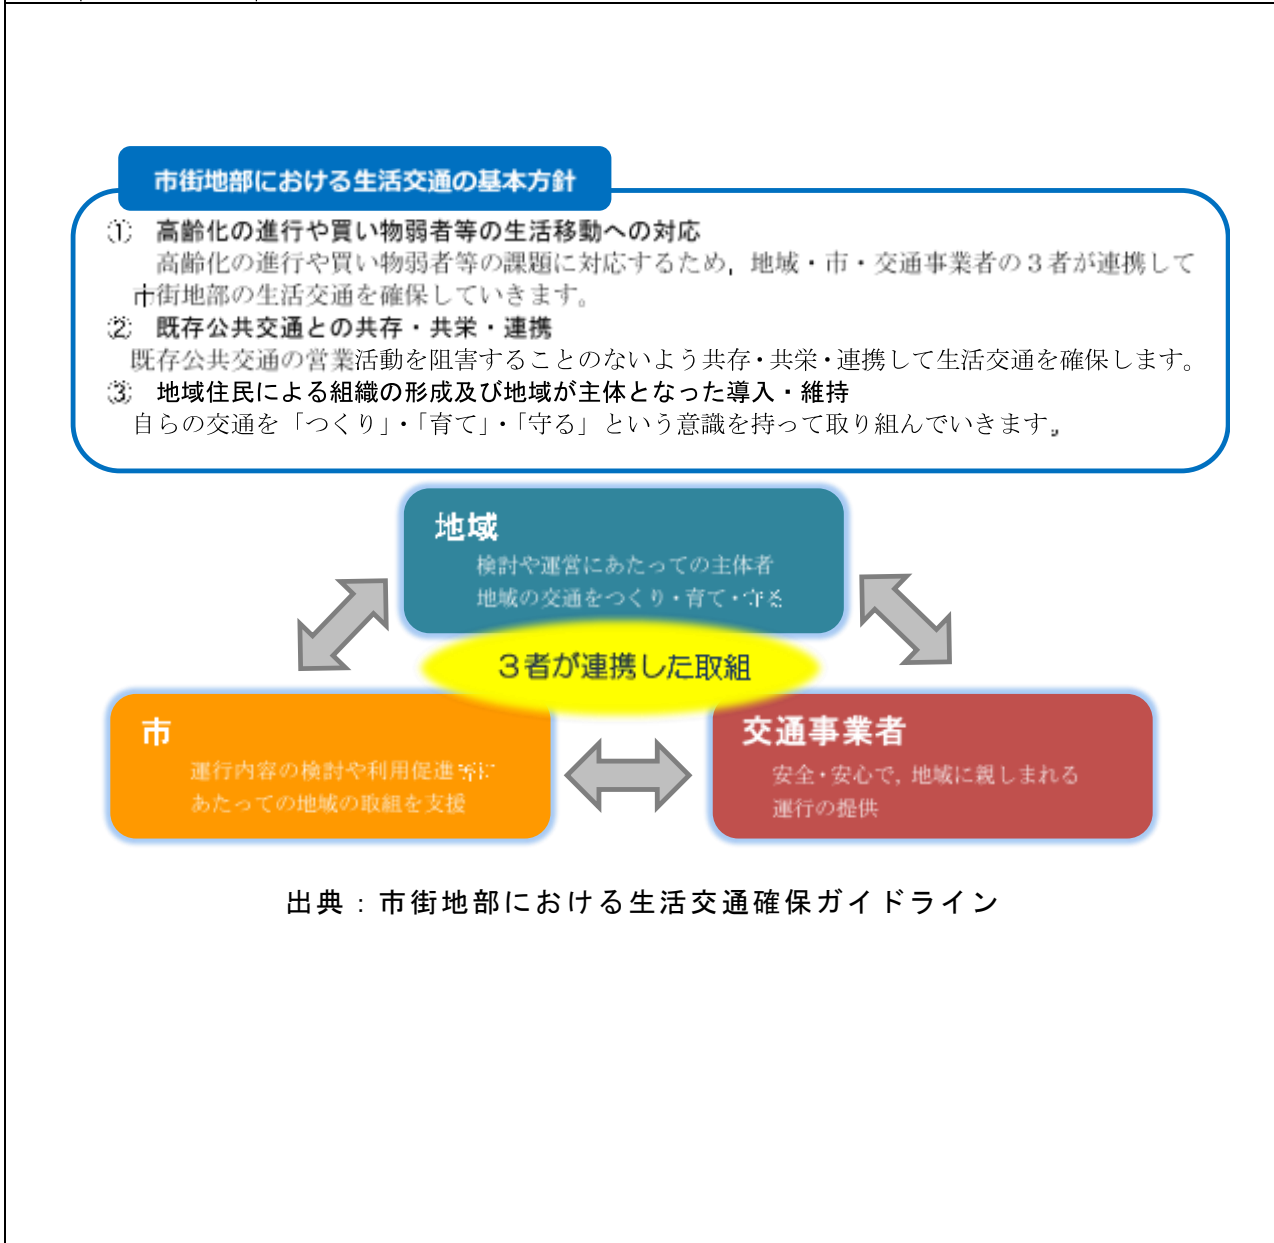 市街地部における生活交通の基本方針
① 高齢化の進行や買い物弱者等の生活移動への対応
高齢化の進行や買い物弱者等の課題に対応するため，地域・市・交通事業者の３者が連携して
市街地部の生活交通を確保していきます。
② 既存公共交通との共存・共栄・連携
既存公共交通の営業活動を阻害することのないよう共存・共栄・連携して生活交通を確保します。
③ 地域住民による組織の形成及び地域が主体となった導入・維持
自らの交通を「つくり」・「育て」・「守る」という意識を持って取り組んでいきます。
地域
検討や運営にあたっての主体者
地域の交通をつくり・育て・守る
３者が連携した取組
市
運行内容の検討や利用促進等に
あたっての地域の取組を支援
交通事業者
安全・安心で，地域に親しまれる
運行の提供
出典：市街地部における生活交通確保ガイドライン